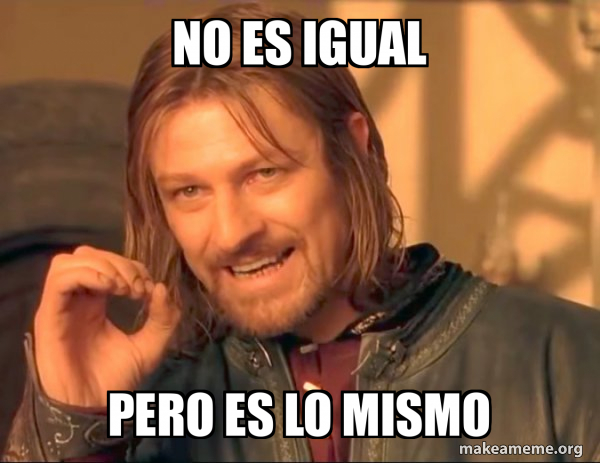 NO ES IGUAL
PERO ES LO MISMO
makeameme.org